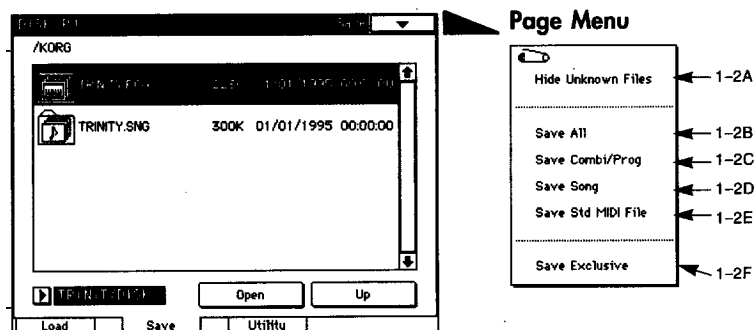 Page Menu
/KORG
TRINITY.SNG 300K 01/01/1995 00:00:00
Open Up
Load Save Utility
Hide Unknown Files 1-2A
Save All 1-2B
Save Combi/Prog 1-2C
Save Song 1-2D
Save Std MIDI File 1-2E
Save Exclusive 1-2F